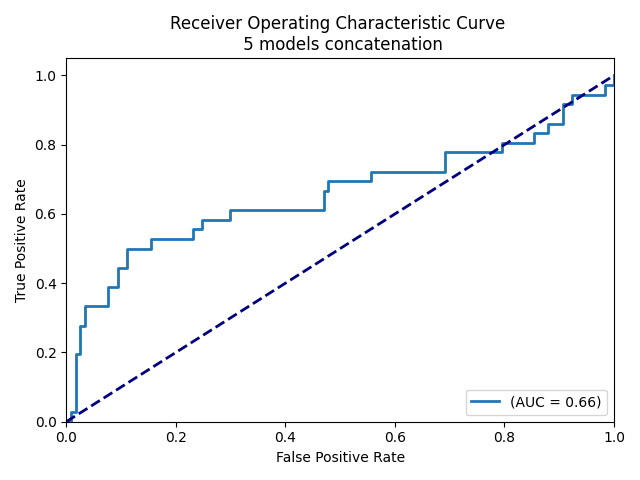 Receiver Operating Characteristic Curve
5 models concatenation
True Positive Rate
1.0
0.8
0.6
0.4
0.2
0.0
0.0 0.2 0.4 0.6 0.8 1.0
False Positive Rate
(AUC = 0.66)